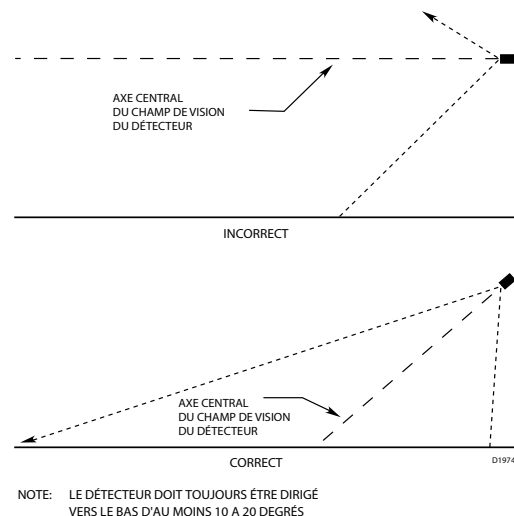 AXE CENTRAL
DU CHAMP DE VISION
DU DÉTECTEUR
INCORRECT
AXE CENTRAL
DU CHAMP DE VISION
DU DÉTECTEUR
CORRECT
D1974
NOTE: LE DÉTECTEUR DOIT TOUJOURS ÉTRE DIRIGÉ
VERS LE BAS D'AU MOINS 10 A 20 DEGRÉS